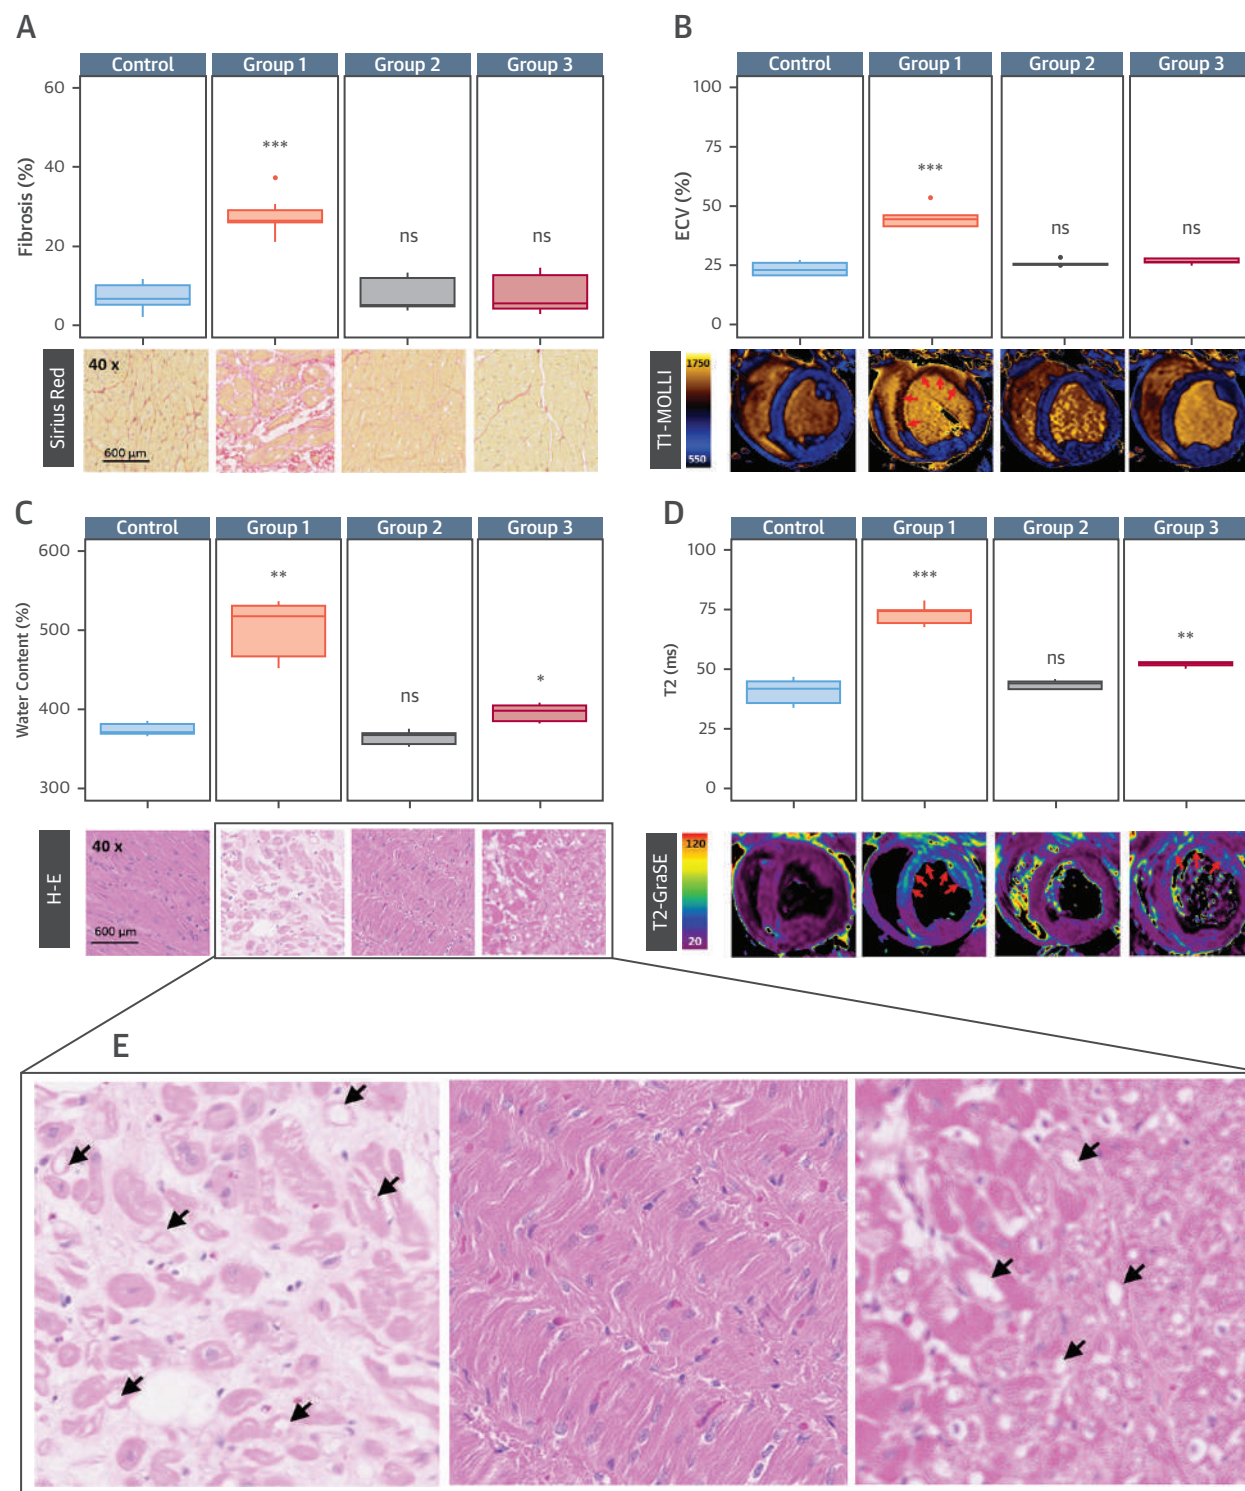 A
Control Group 1 Group 2 Group 3
Fibrosis (%)
60
40
20
0
***
ns
ns
Sirius Red
40 x
600 µm
B
Control Group 1 Group 2 Group 3
ECV (%)
100
75
50
25
0
***
ns
ns
T1-MOLLI
1750
550
C
Control Group 1 Group 2 Group 3
Water Content (%)
600
500
400
300
**
ns
*
H-E
40 x
600 µm
D
Control Group 1 Group 2 Group 3
T2 (ms)
100
75
50
25
0
***
ns
**
T2-GraSE
120
20
E